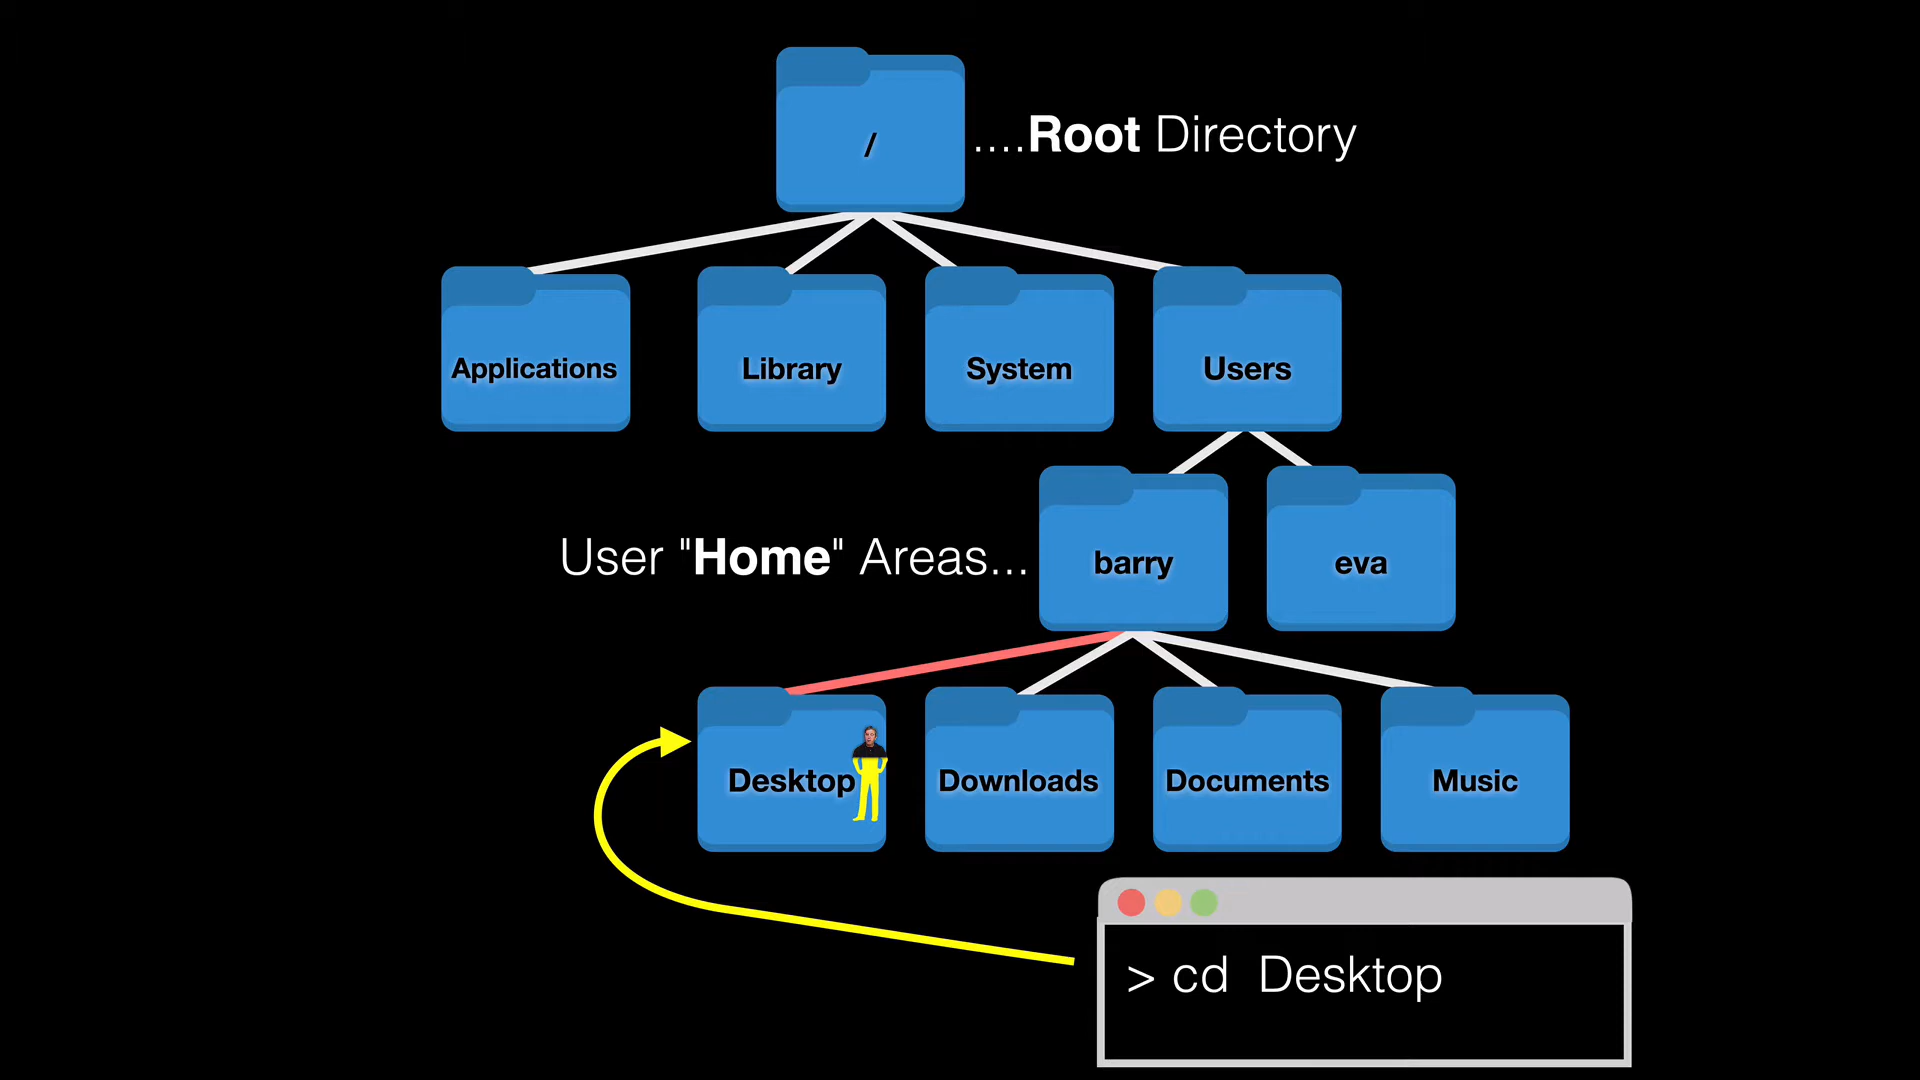 /
....Root Directory
Applications
Library
System
Users
User "Home" Areas...
barry
eva
Desktop
Downloads
Documents
Music
> cd  Desktop